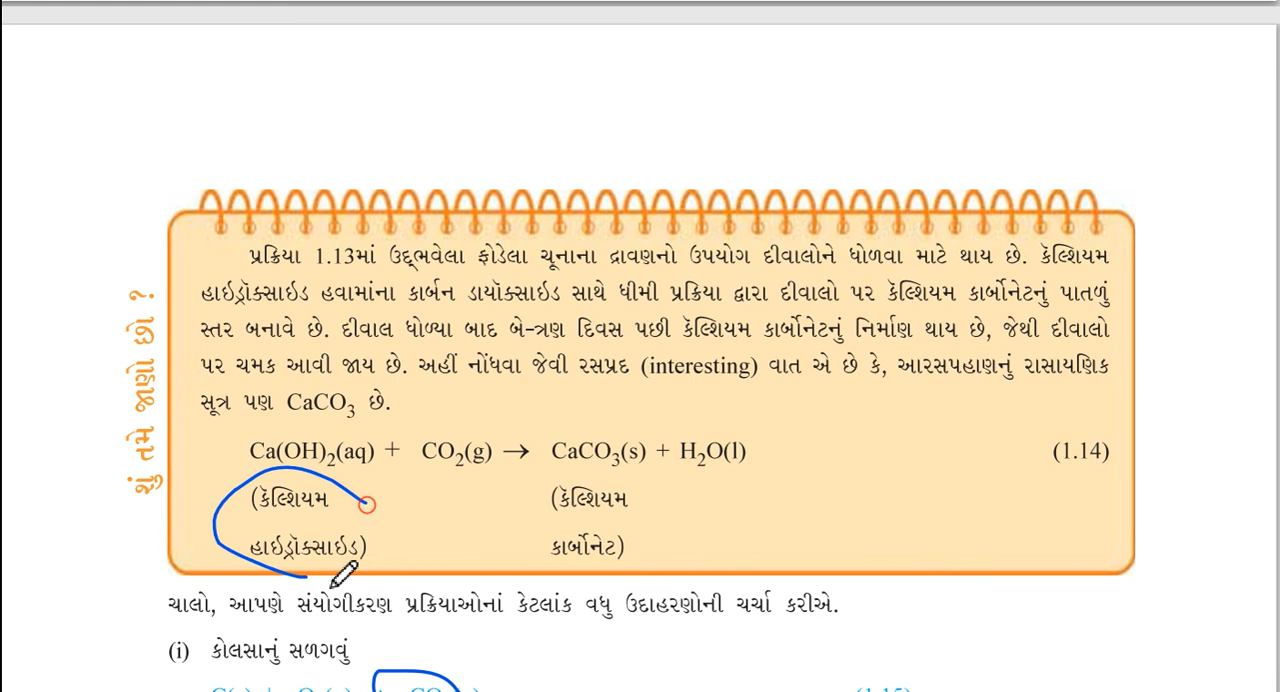 શું તમે જાણો છો ?
પ્રક્રિયા 1.13માં ઉદ્ભવેલા ફોડેલા ચૂનાના દ્રાવણનો ઉપયોગ દીવાલોને ધોળવા માટે થાય છે. કૅલ્શિયમ
હાઇડ્રૉક્સાઇડ હવામાંના કાર્બન ડાયૉક્સાઇડ સાથે ધીમી પ્રક્રિયા દ્વારા દીવાલો પર કૅલ્શિયમ કાર્બોનેટનું પાતળું
સ્તર બનાવે છે. દીવાલ ધોળ્યા બાદ બે-ત્રણ દિવસ પછી કૅલ્શિયમ કાર્બોનેટનું નિર્માણ થાય છે, જેથી દીવાલો
પર ચમક આવી જાય છે. અહીં નોંધવા જેવી રસપ્રદ (interesting) વાત એ છે કે, આરસપહાણનું રાસાયણિક
સૂત્ર પણ CaCO₃ છે.
Ca(OH)₂(aq) + CO₂(g) → CaCO₃(s) + H₂O(l) (1.14)
(કૅલ્શિયમ (કૅલ્શિયમ
હાઇડ્રૉક્સાઇડ) કાર્બોનેટ)
ચાલો, આપણે સંયોગીકરણ પ્રક્રિયાઓનાં કેટલાંક વધુ ઉદાહરણોની ચર્ચા કરીએ.
(i) કોલસાનું સળગવું